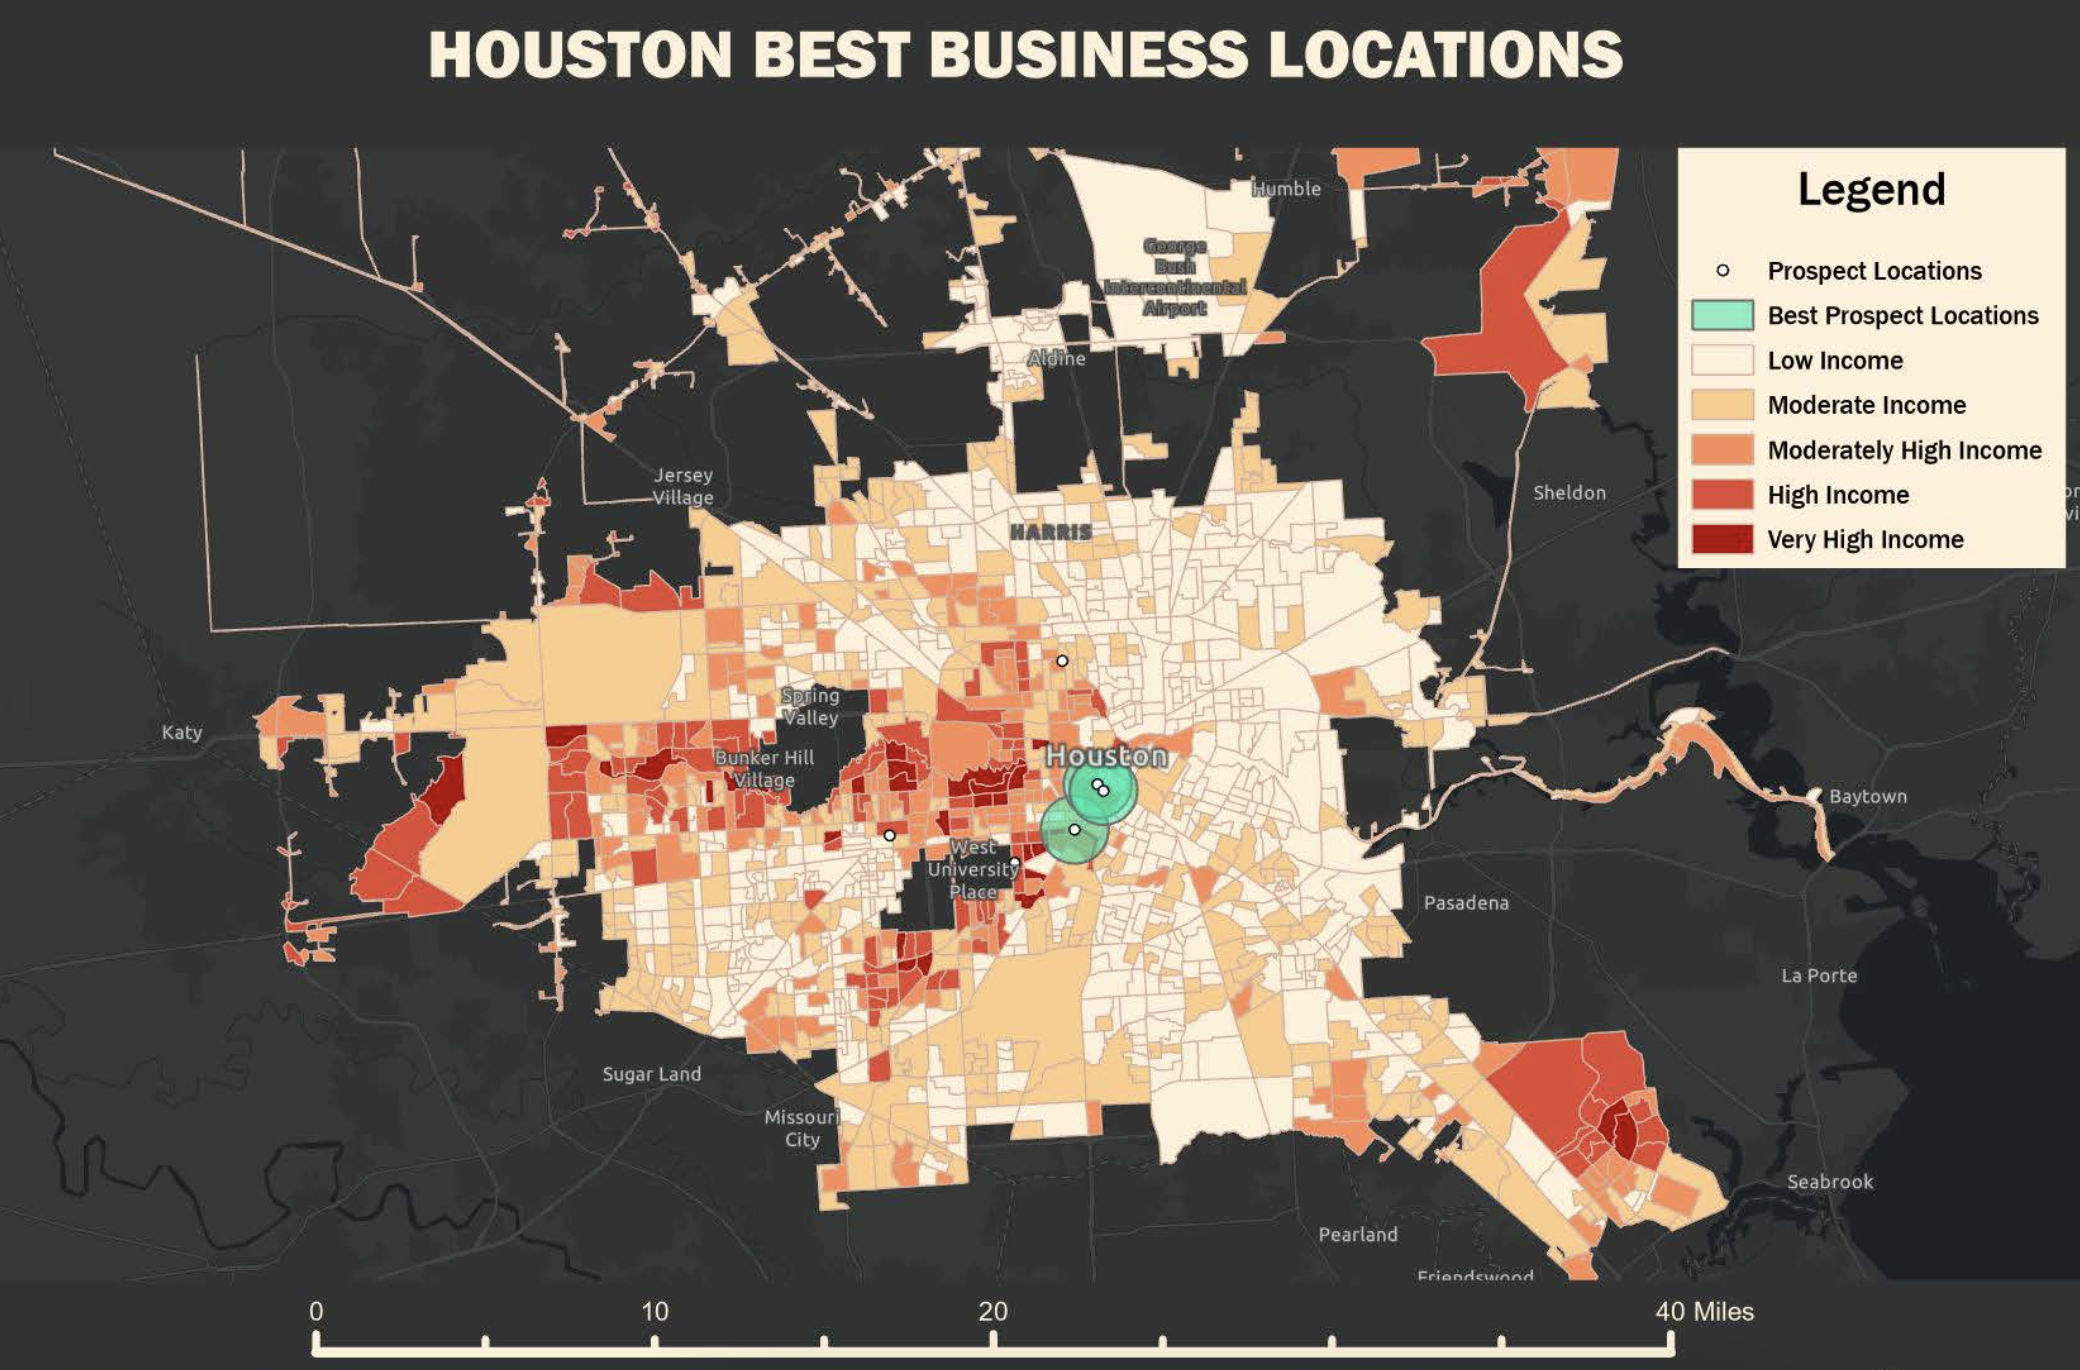 HOUSTON BEST BUSINESS LOCATIONS
Legend
Prospect Locations
Best Prospect Locations
Low Income
Moderate Income
Moderately High Income
High Income
Very High Income
Humble
George
Bush
Intercontinental
Airport
Aldine
Jersey
Village
Sheldon
HARRIS
Spring
Valley
Katy
Bunker Hill
Village
Houston
Baytown
West
University
Place
Pasadena
La Porte
Sugar Land
Missouri
City
Seabrook
Pearland
Friendswood
0 10 20 40 Miles